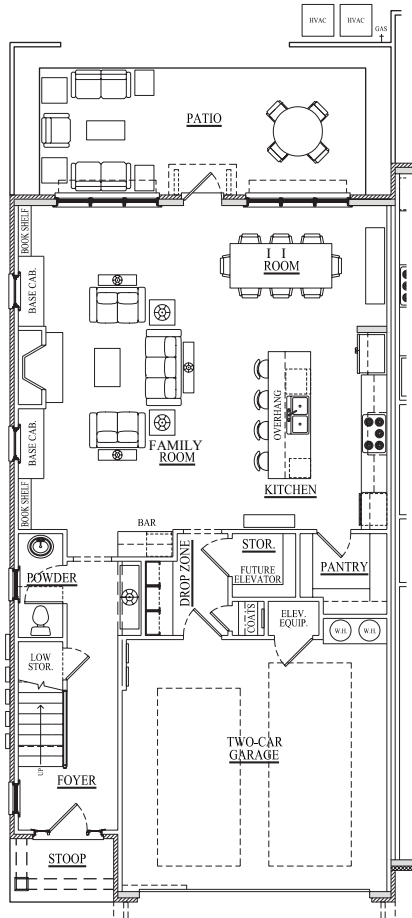 HVAC
HVAC
GAS
PATIO
BOOK SHELF
BASE CAB.
I I
ROOM
OVERHANG
BASE CAB.
FAMILY
ROOM
BOOK SHELF
KITCHEN
BAR
POWDER
DROP ZONE
STOR.
FUTURE
ELEVATOR
PANTRY
COATS
ELEV.
EQUIP.
W.H.
W.H.
LOW
STOR.
UP
FOYER
TWO-CAR
GARAGE
STOOP